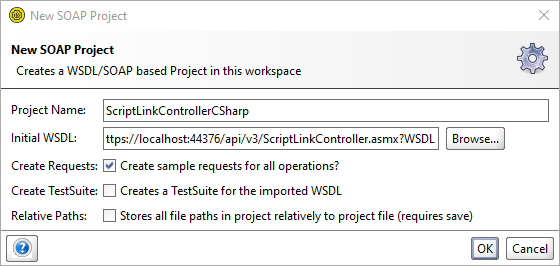 New SOAP Project
New SOAP Project
Creates a WSDL/SOAP based Project in this workspace
Project Name: ScriptLinkControllerCSharp
Initial WSDL: ttps://localhost:44376/api/v3/ScriptLinkController.asmx?WSDL Browse...
Create Requests: Create sample requests for all operations?
Create TestSuite: Creates a TestSuite for the imported WSDL
Relative Paths: Stores all file paths in project relatively to project file (requires save)
? OK Cancel